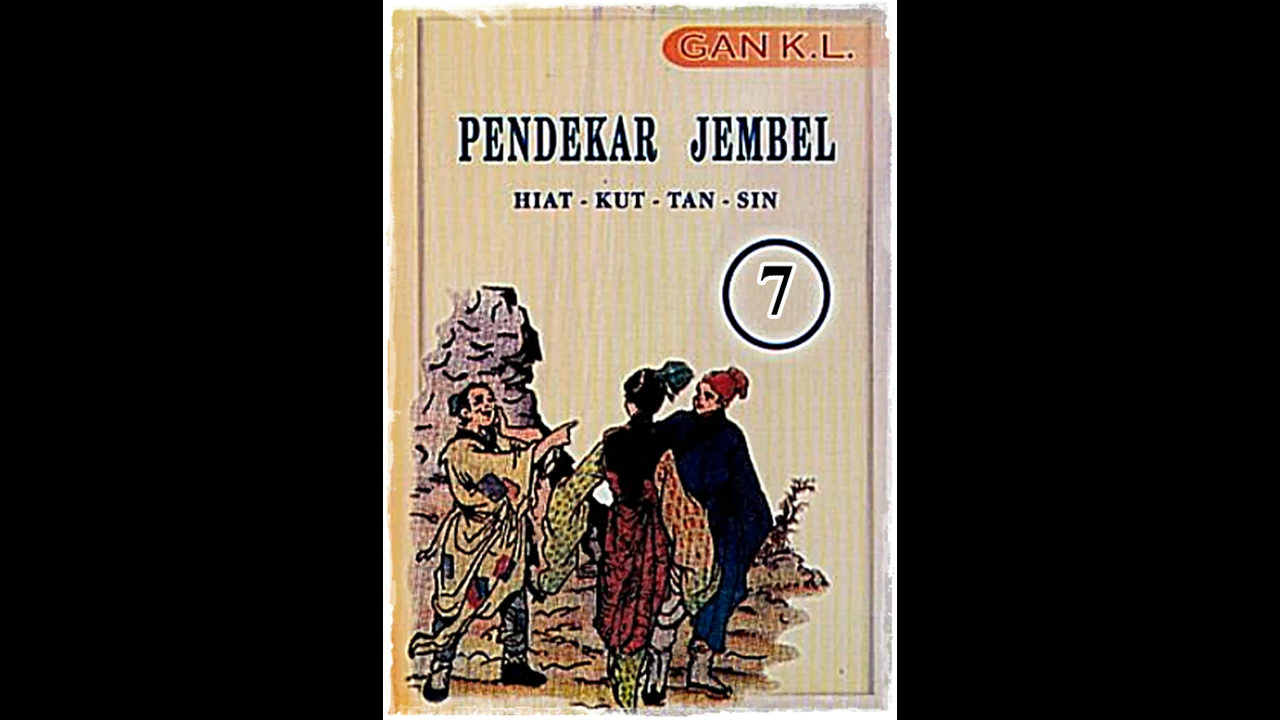 GAN K.L.
PENDEKAR JEMBEL
HIAT - KUT - TAN - SIN
7